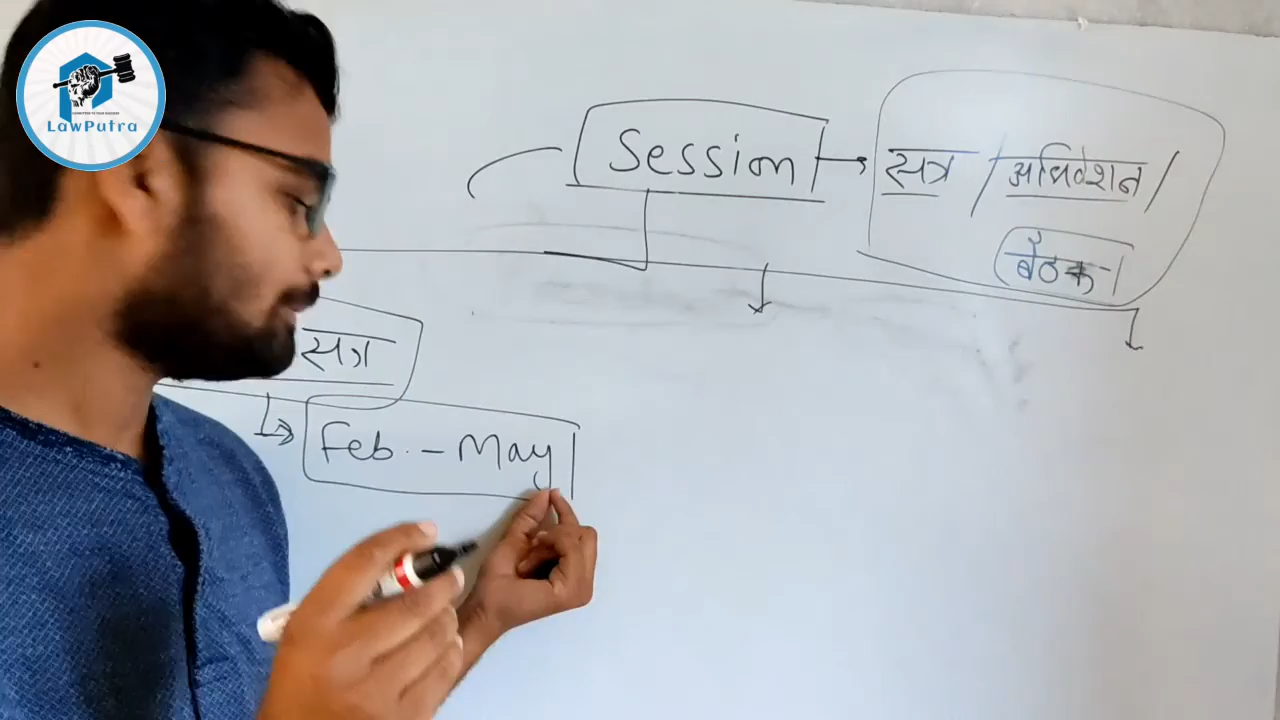 LawPutra
Session → सत्र / अधिवेशन /
बैठक
सत्र
Feb. - May